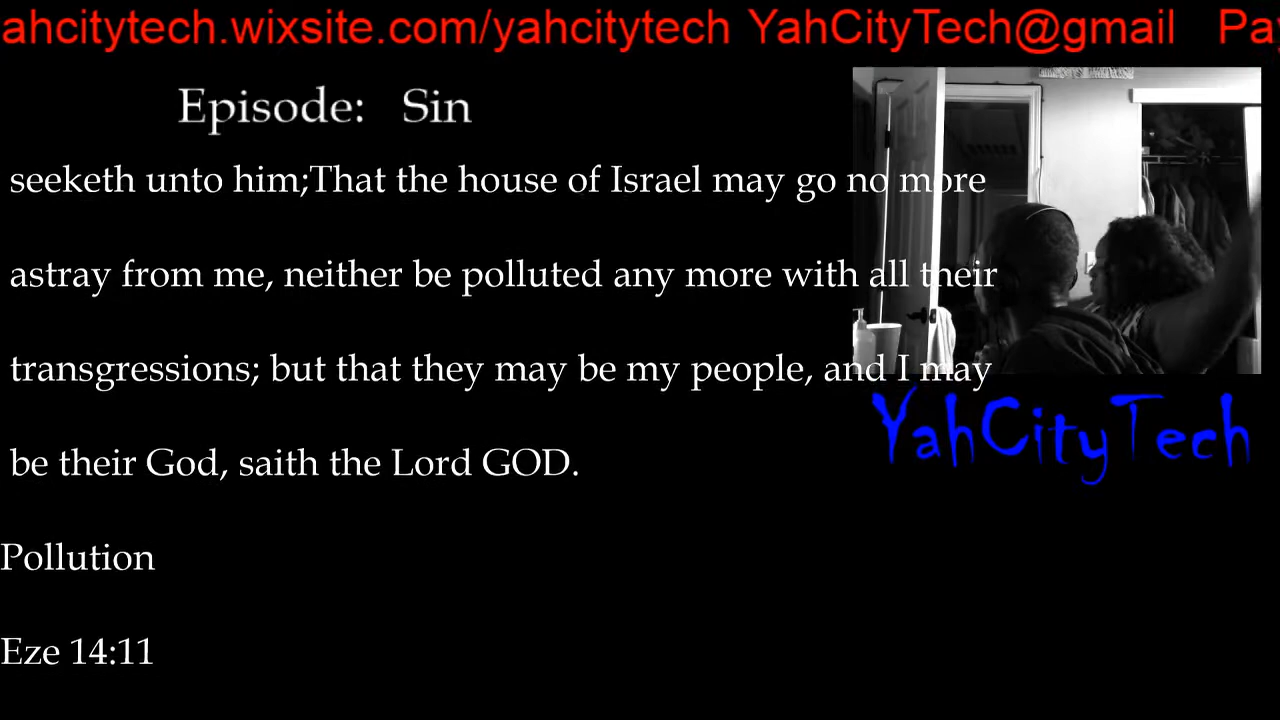 ahcitytech.wixsite.com/yahcitytech YahCityTech@gmail Pay
Episode: Sin
seeketh unto him;That the house of Israel may go no more
astray from me, neither be polluted any more with all their
transgressions; but that they may be my people, and I may
be their God, saith the Lord GOD.
YahCityTech
Pollution
Eze 14:11